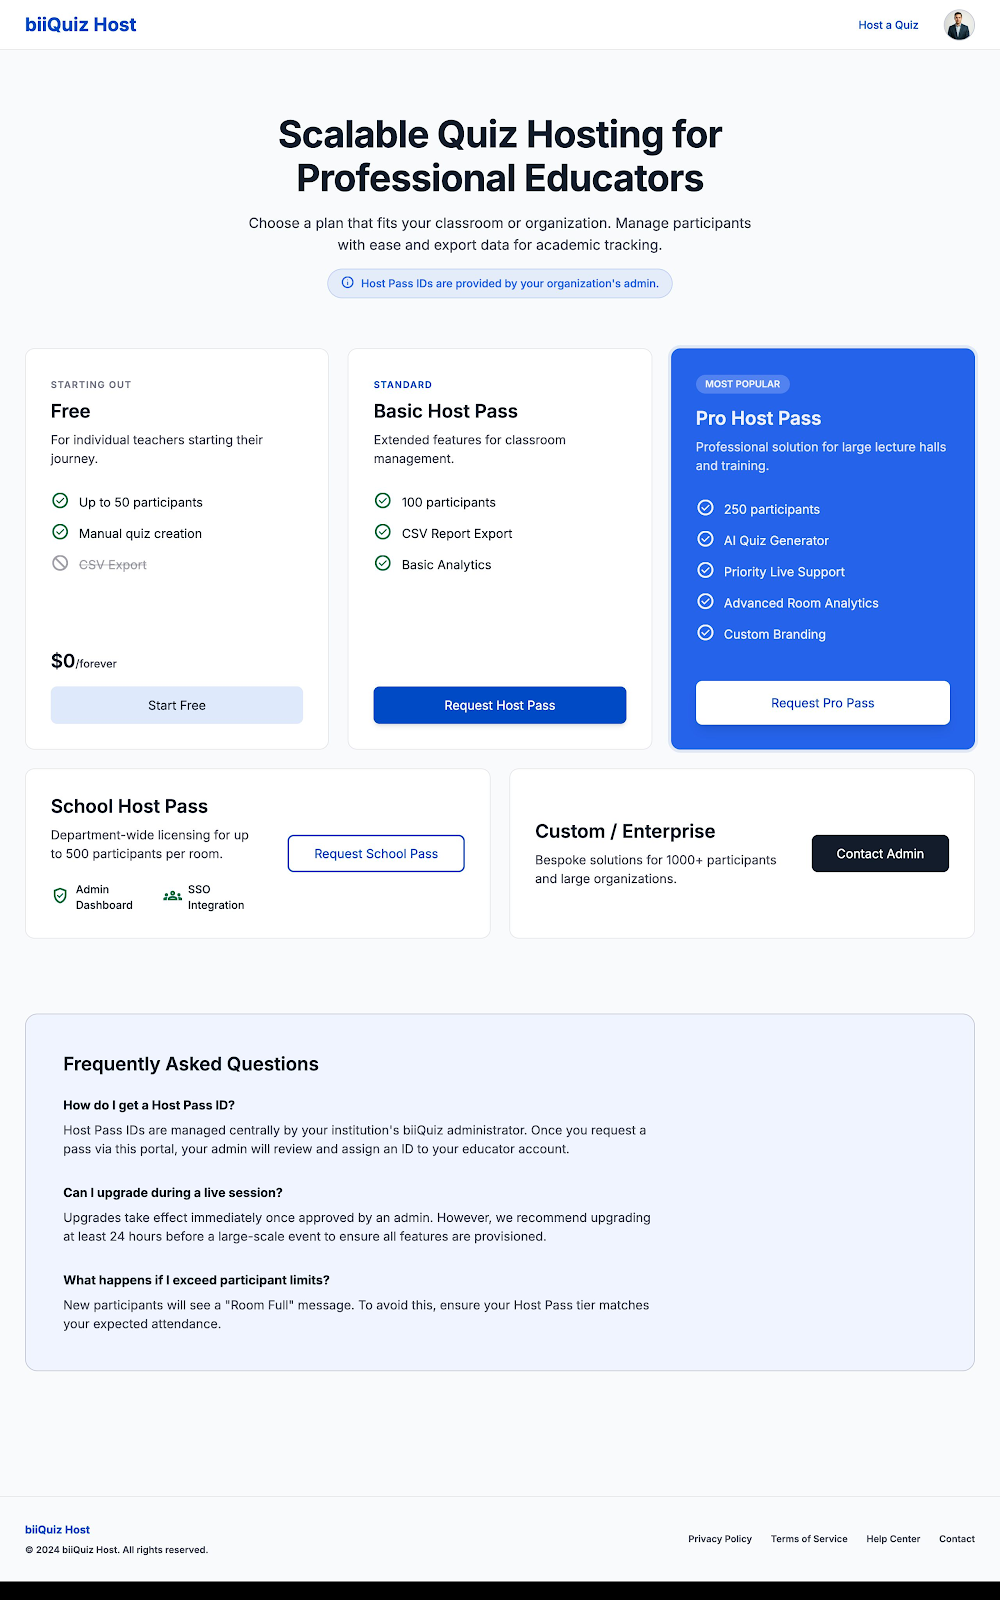 biiQuiz Host
Host a Quiz
Scalable Quiz Hosting for
Professional Educators
Choose a plan that fits your classroom or organization. Manage participants
with ease and export data for academic tracking.
Host Pass IDs are provided by your organization's admin.
STARTING OUT
Free
For individual teachers starting their
journey.
Up to 50 participants
Manual quiz creation
CSV Export
$0/forever
Start Free
STANDARD
Basic Host Pass
Extended features for classroom
management.
100 participants
CSV Report Export
Basic Analytics
Request Host Pass
MOST POPULAR
Pro Host Pass
Professional solution for large lecture halls
and training.
250 participants
AI Quiz Generator
Priority Live Support
Advanced Room Analytics
Custom Branding
Request Pro Pass
School Host Pass
Department-wide licensing for up
to 500 participants per room.
Admin
Dashboard
SSO
Integration
Request School Pass
Custom / Enterprise
Bespoke solutions for 1000+ participants
and large organizations.
Contact Admin
Frequently Asked Questions
How do I get a Host Pass ID?
Host Pass IDs are managed centrally by your institution's biiQuiz administrator. Once you request a
pass via this portal, your admin will review and assign an ID to your educator account.
Can I upgrade during a live session?
Upgrades take effect immediately once approved by an admin. However, we recommend upgrading
at least 24 hours before a large-scale event to ensure all features are provisioned.
What happens if I exceed participant limits?
New participants will see a "Room Full" message. To avoid this, ensure your Host Pass tier matches
your expected attendance.
biiQuiz Host
© 2024 biiQuiz Host. All rights reserved.
Privacy Policy
Terms of Service
Help Center
Contact